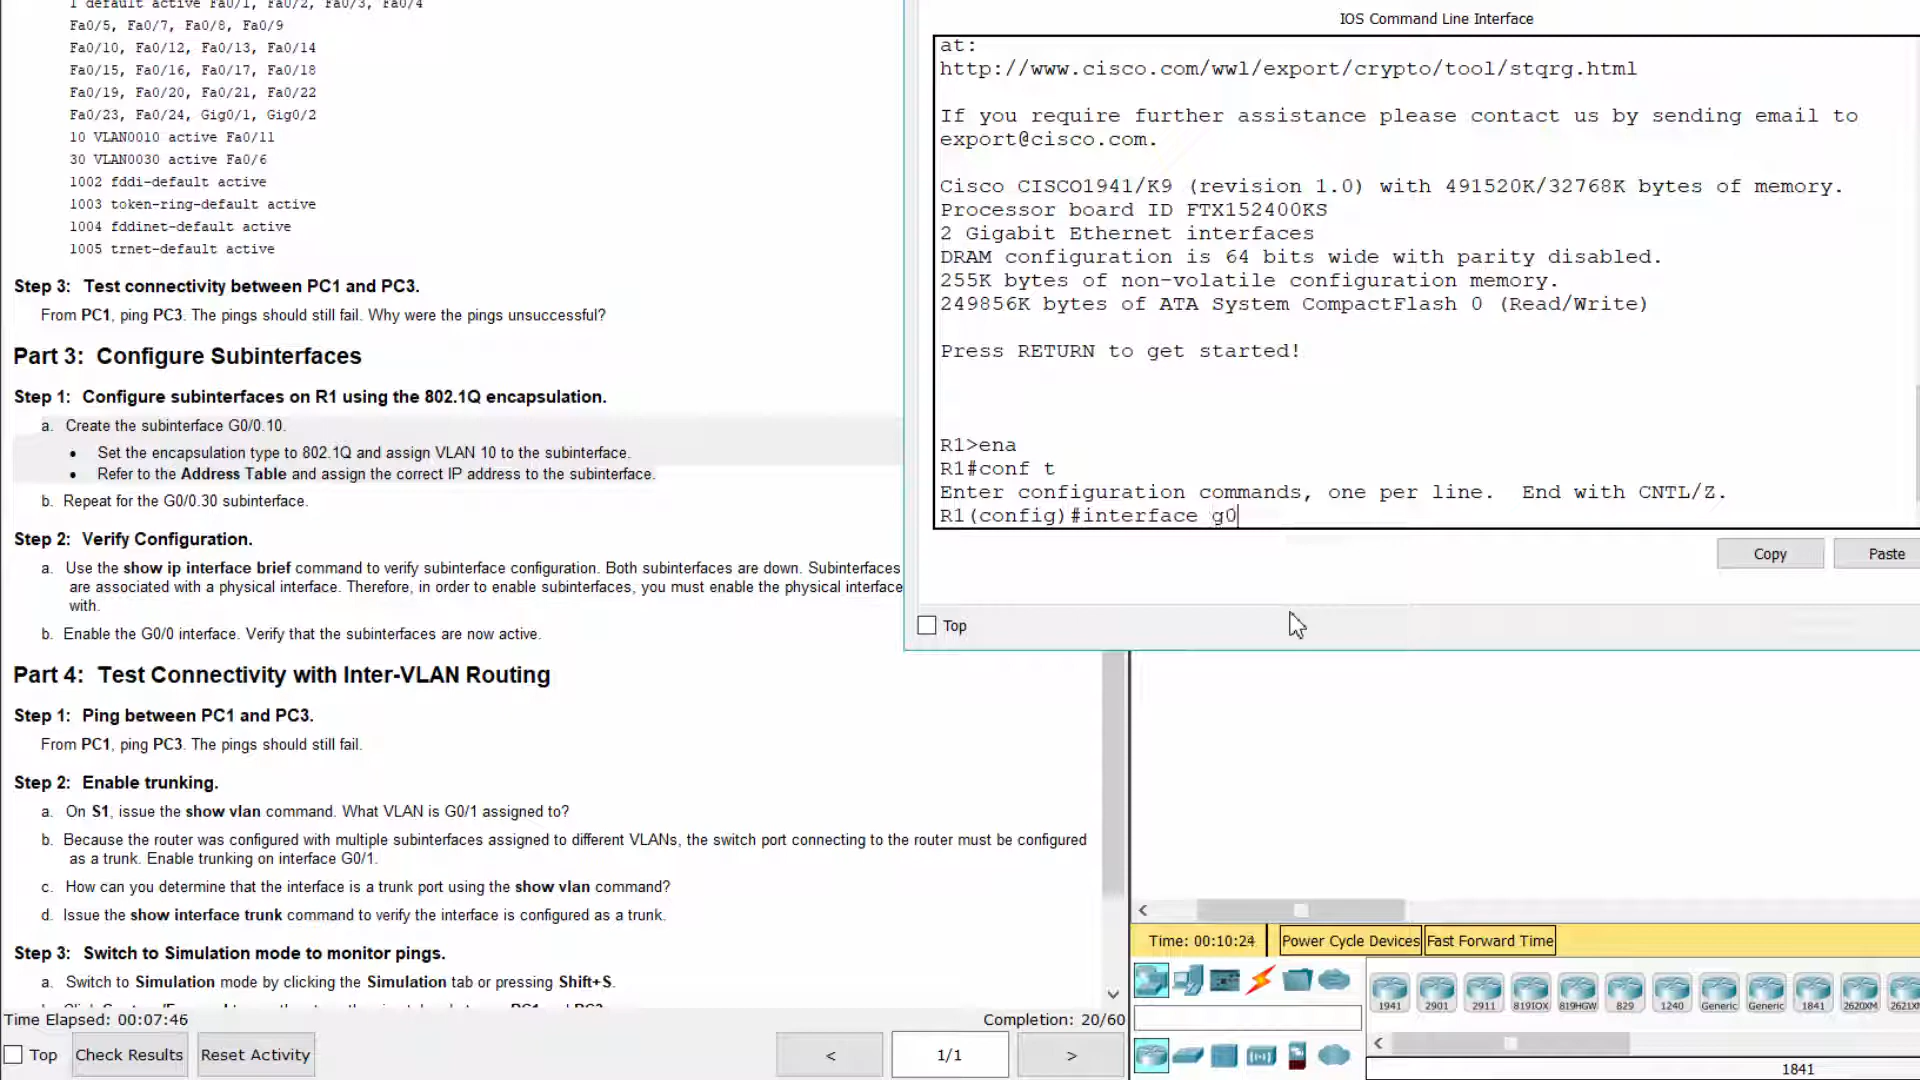 1 default active Fa0/1, Fa0/2, Fa0/3, Fa0/4
Fa0/5, Fa0/7, Fa0/8, Fa0/9
Fa0/10, Fa0/12, Fa0/13, Fa0/14
Fa0/15, Fa0/16, Fa0/17, Fa0/18
Fa0/19, Fa0/20, Fa0/21, Fa0/22
Fa0/23, Fa0/24, Gig0/1, Gig0/2
10 VLAN0010 active Fa0/11
30 VLAN0030 active Fa0/6
1002 fddi-default active
1003 token-ring-default active
1004 fddinet-default active
1005 trnet-default active
Step 3: Test connectivity between PC1 and PC3.
From PC1, ping PC3. The pings should still fail. Why were the pings unsuccessful?
Part 3: Configure Subinterfaces
Step 1: Configure subinterfaces on R1 using the 802.1Q encapsulation.
a. Create the subinterface G0/0.10.
• Set the encapsulation type to 802.1Q and assign VLAN 10 to the subinterface.
• Refer to the Address Table and assign the correct IP address to the subinterface.
b. Repeat for the G0/0.30 subinterface.
Step 2: Verify Configuration.
a. Use the show ip interface brief command to verify subinterface configuration. Both subinterfaces are down. Subinterfaces
are associated with a physical interface. Therefore, in order to enable subinterfaces, you must enable the physical interface
with.
b. Enable the G0/0 interface. Verify that the subinterfaces are now active.
Part 4: Test Connectivity with Inter-VLAN Routing
Step 1: Ping between PC1 and PC3.
From PC1, ping PC3. The pings should still fail.
Step 2: Enable trunking.
a. On S1, issue the show vlan command. What VLAN is G0/1 assigned to?
b. Because the router was configured with multiple subinterfaces assigned to different VLANs, the switch port connecting to the router must be configured
as a trunk. Enable trunking on interface G0/1.
c. How can you determine that the interface is a trunk port using the show vlan command?
d. Issue the show interface trunk command to verify the interface is configured as a trunk.
Step 3: Switch to Simulation mode to monitor pings.
a. Switch to Simulation mode by clicking the Simulation tab or pressing Shift+S.
Time Elapsed: 00:07:46
Completion: 20/60
Top
Check Results
Reset Activity
<
1/1
>
IOS Command Line Interface
at:
http://www.cisco.com/wwl/export/crypto/tool/stqrg.html
If you require further assistance please contact us by sending email to
export@cisco.com.
Cisco CISCO1941/K9 (revision 1.0) with 491520K/32768K bytes of memory.
Processor board ID FTX152400KS
2 Gigabit Ethernet interfaces
DRAM configuration is 64 bits wide with parity disabled.
255K bytes of non-volatile configuration memory.
249856K bytes of ATA System CompactFlash 0 (Read/Write)
Press RETURN to get started!
R1>ena
R1#conf t
Enter configuration commands, one per line.  End with CNTL/Z.
R1(config)#interface g0
Copy
Paste
Top
Time: 00:10:24
Power Cycle Devices
Fast Forward Time
1941
2901
2911
819IOX
819HGW
829
1240
Generic
Generic
1841
2620XM
2621X
1841